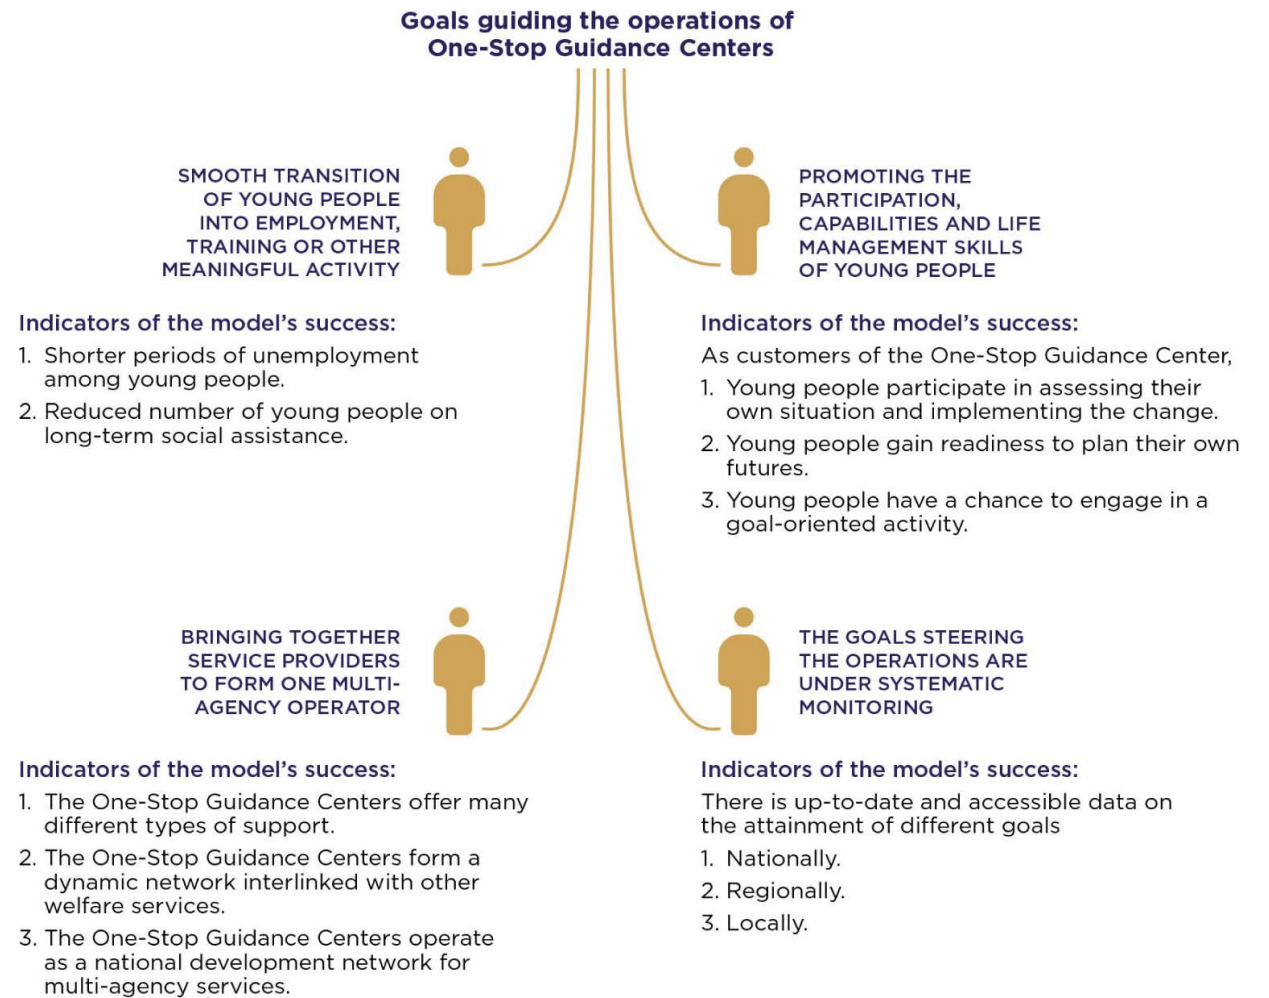 Goals guiding the operations of
One-Stop Guidance Centers
SMOOTH TRANSITION
OF YOUNG PEOPLE
INTO EMPLOYMENT,
TRAINING OR OTHER
MEANINGFUL ACTIVITY
Indicators of the model’s success:
1. Shorter periods of unemployment
among young people.
2. Reduced number of young people on
long-term social assistance.
PROMOTING THE
PARTICIPATION,
CAPABILITIES AND LIFE
MANAGEMENT SKILLS
OF YOUNG PEOPLE
Indicators of the model’s success:
As customers of the One-Stop Guidance Center,
1. Young people participate in assessing their
own situation and implementing the change.
2. Young people gain readiness to plan their own
futures.
3. Young people have a chance to engage in a
goal-oriented activity.
BRINGING TOGETHER
SERVICE PROVIDERS
TO FORM ONE MULTI-
AGENCY OPERATOR
Indicators of the model’s success:
1. The One-Stop Guidance Centers offer many
different types of support.
2. The One-Stop Guidance Centers form a
dynamic network interlinked with other
welfare services.
3. The One-Stop Guidance Centers operate
as a national development network for
multi-agency services.
THE GOALS STEERING
THE OPERATIONS ARE
UNDER SYSTEMATIC
MONITORING
Indicators of the model’s success:
There is up-to-date and accessible data on
the attainment of different goals
1. Nationally.
2. Regionally.
3. Locally.